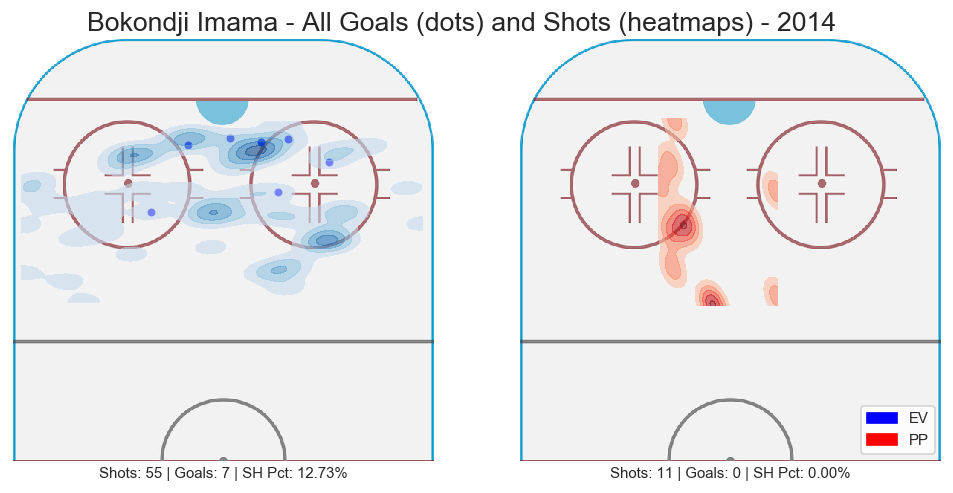 Bokondji Imama - All Goals (dots) and Shots (heatmaps) - 2014
EV
PP
Shots: 55 | Goals: 7 | SH Pct: 12.73%
Shots: 11 | Goals: 0 | SH Pct: 0.00%